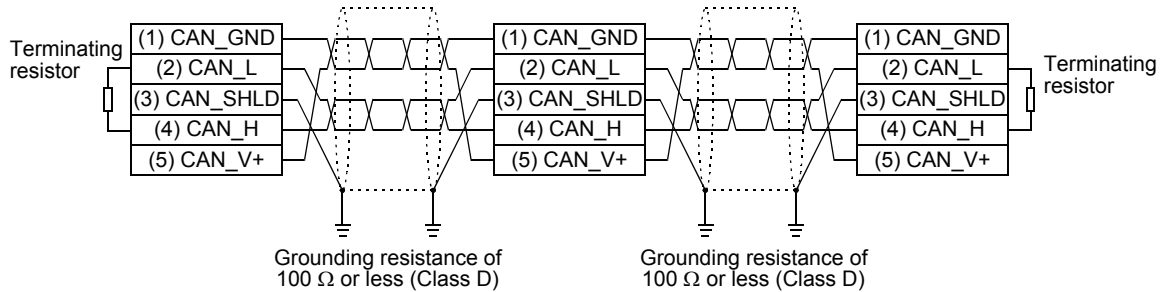 Terminating
resistor
(1) CAN_GND
(2) CAN_L
(3) CAN_SHLD
(4) CAN_H
(5) CAN_V+
(1) CAN_GND
(2) CAN_L
(3) CAN_SHLD
(4) CAN_H
(5) CAN_V+
(1) CAN_GND
(2) CAN_L
(3) CAN_SHLD
(4) CAN_H
(5) CAN_V+
Terminating
resistor
Grounding resistance of
100 Ω or less (Class D)
Grounding resistance of
100 Ω or less (Class D)